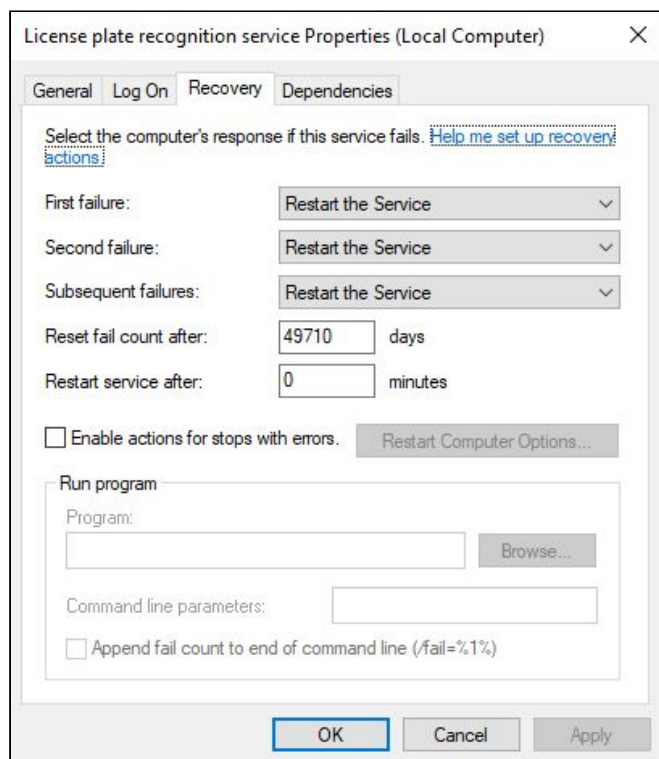 License plate recognition service Properties (Local Computer)
General Log On Recovery Dependencies
Select the computer's response if this service fails. Help me set up recovery
actions.
First failure: Restart the Service
Second failure: Restart the Service
Subsequent failures: Restart the Service
Reset fail count after: 49710 days
Restart service after: 0 minutes
Enable actions for stops with errors. Restart Computer Options...
Run program
Program:
Browse...
Command line parameters:
Append fail count to end of command line (/fail=%1%)
OK Cancel Apply